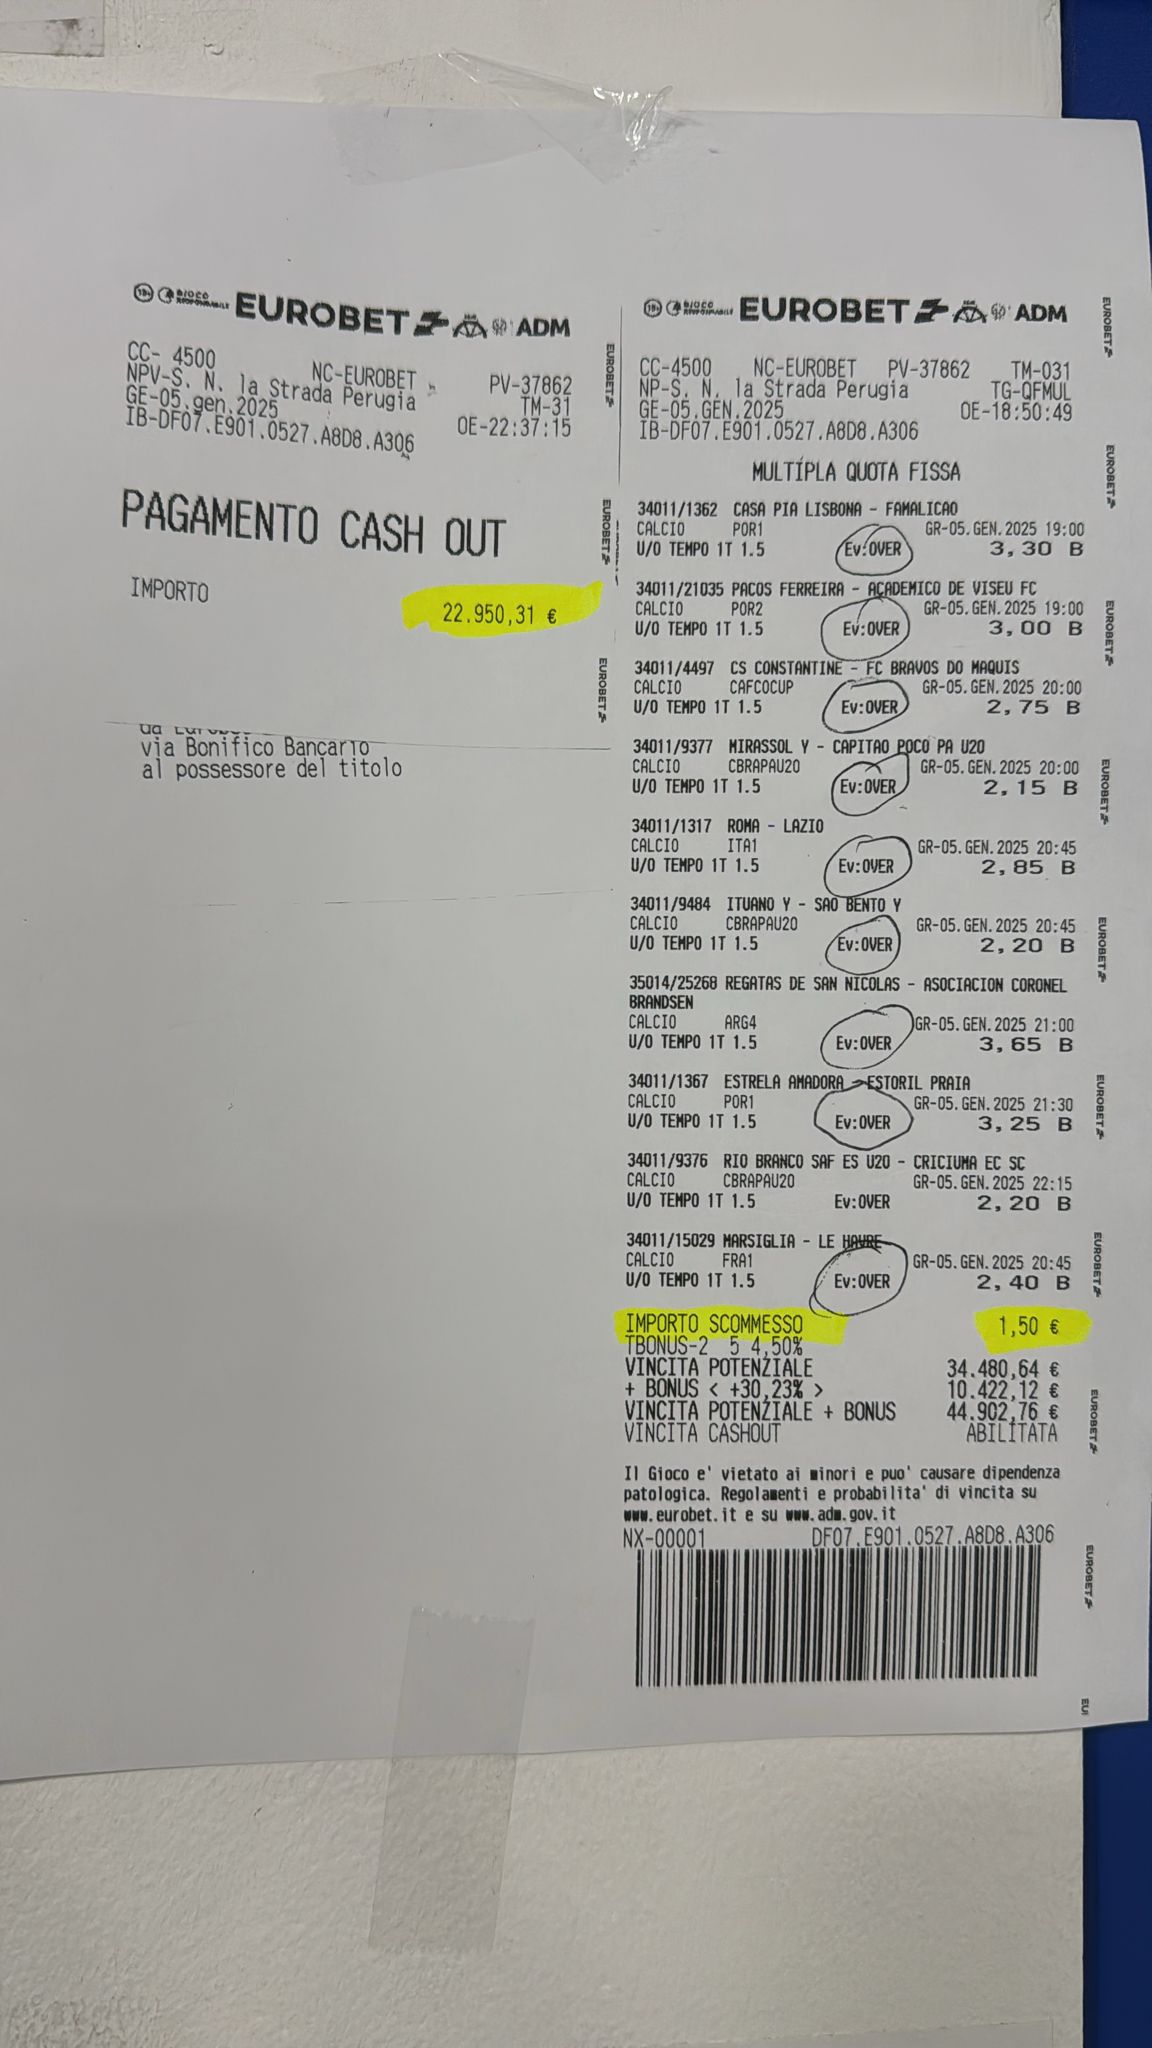 18+ GIOCO RESPONSABILE EUROBET ADM
CC- 4500 NC-EUROBET PV-37862
NPV-S. N. la Strada Perugia TM-31
GE-05.gen.2025 OE-22:37:15
IB-DF07.E901.0527.A8D8.A306
PAGAMENTO CASH OUT
IMPORTO 22.950,31 €
via Bonifico Bancario
al possessore del titolo
EUROBET
EUROBET
EUROBET
18+ GIOCO RESPONSABILE EUROBET ADM
CC-4500 NC-EUROBET PV-37862 TM-031
NP-S. N. la Strada Perugia TG-QFMUL
GE-05.GEN.2025 OE-18:50:49
IB-DF07.E901.0527.A8D8.A306
MULTIPLA QUOTA FISSA
34011/1362 CASA PIA LISBONA - FAMALICAO
CALCIO POR1 GR-05.GEN.2025 19:00
U/O TEMPO 1T 1.5 Ev:OVER 3,30 B
34011/21035 PACOS FERREIRA - ACADEMICO DE VISEU FC
CALCIO POR2 GR-05.GEN.2025 19:00
U/O TEMPO 1T 1.5 Ev:OVER 3,00 B
34011/4497 CS CONSTANTINE - FC BRAVOS DO MAQUIS
CALCIO CAFCOCUP GR-05.GEN.2025 20:00
U/O TEMPO 1T 1.5 Ev:OVER 2,75 B
34011/9377 MIRASSOL Y - CAPITAO POCO PA U20
CALCIO CBRAPAU20 GR-05.GEN.2025 20:00
U/O TEMPO 1T 1.5 Ev:OVER 2,15 B
34011/1317 ROMA - LAZIO
CALCIO ITA1 GR-05.GEN.2025 20:45
U/O TEMPO 1T 1.5 Ev:OVER 2,85 B
34011/9484 ITUANO Y - SAO BENTO Y
CALCIO CBRAPAU20 GR-05.GEN.2025 20:45
U/O TEMPO 1T 1.5 Ev:OVER 2,20 B
35014/25268 REGATAS DE SAN NICOLAS - ASOCIACION CORONEL
BRANDSEN
CALCIO ARG4 GR-05.GEN.2025 21:00
U/O TEMPO 1T 1.5 Ev:OVER 3,65 B
34011/1367 ESTRELA AMADORA - ESTORIL PRAIA
CALCIO POR1 GR-05.GEN.2025 21:30
U/O TEMPO 1T 1.5 Ev:OVER 3,25 B
34011/9376 RIO BRANCO SAF ES U20 - CRICIUMA EC SC
CALCIO CBRAPAU20 GR-05.GEN.2025 22:15
U/O TEMPO 1T 1.5 Ev:OVER 2,20 B
34011/15029 MARSIGLIA - LE HAVRE
CALCIO FRA1 GR-05.GEN.2025 20:45
U/O TEMPO 1T 1.5 Ev:OVER 2,40 B
IMPORTO SCOMMESSO 1,50 €
TBONUS-2 5 4,50%
VINCITA POTENZIALE 34.480,64 €
+ BONUS < +30,23% > 10.422,12 €
VINCITA POTENZIALE + BONUS 44.902,76 €
VINCITA CASHOUT ABILITATA
Il Gioco e' vietato ai minori e puo' causare dipendenza
patologica. Regolamenti e probabilita' di vincita su
www.eurobet.it e su www.adm.gov.it
NX-00001 DF07.E901.0527.A8D8.A306
EUROBET
EUROBET
EUROBET
EUROBET
EUROBET
EUROBET
EUROBET
EUROBET
EUROBET
EU